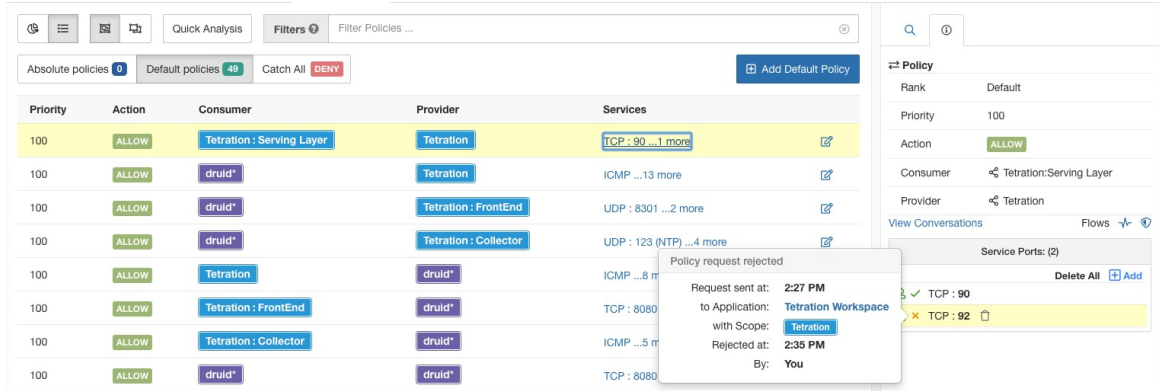 Quick Analysis Filters Filter Policies ...
Absolute policies 0 Default policies 49 Catch All DENY Add Default Policy
Priority Action Consumer Provider Services
100 ALLOW Tetration : Serving Layer Tetration TCP : 90 ...1 more
100 ALLOW druid* Tetration ICMP ...13 more
100 ALLOW druid* Tetration : FrontEnd UDP : 8301 ...2 more
100 ALLOW druid* Tetration : Collector UDP : 123 (NTP) ...4 more
100 ALLOW Tetration druid* ICMP ...8
100 ALLOW Tetration : FrontEnd druid* TCP : 8080
100 ALLOW Tetration : Collector druid* ICMP ...5
100 ALLOW druid* druid* TCP : 8080
Policy request rejected
Request sent at: 2:27 PM
to Application: Tetration Workspace
with Scope: Tetration
Rejected at: 2:35 PM
By: You
Policy
Rank Default
Priority 100
Action ALLOW
Consumer Tetration:Serving Layer
Provider Tetration
View Conversations Flows
Service Ports: (2)
Delete All Add
TCP : 90
TCP : 92